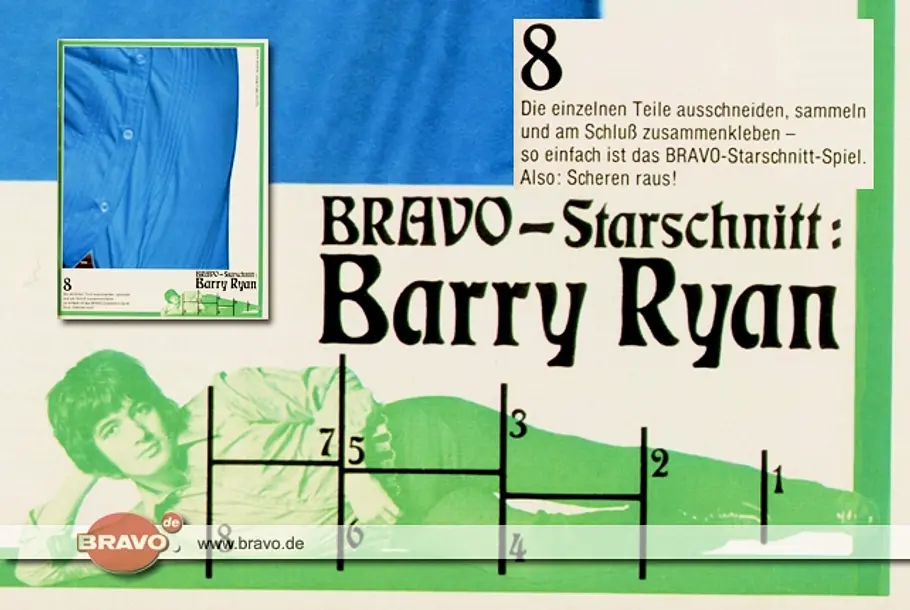 8
Die einzelnen Teile ausschneiden, sammeln
und am Schluß zusammenkleben –
so einfach ist das BRAVO-Starschnitt-Spiel.
Also: Scheren raus!
BRAVO – Starschnitt:
Barry Ryan
8
BRAVO – Starschnitt:
Barry Ryan
7 5 3 2 1
8 6 4
BRAVO.de
www.bravo.de